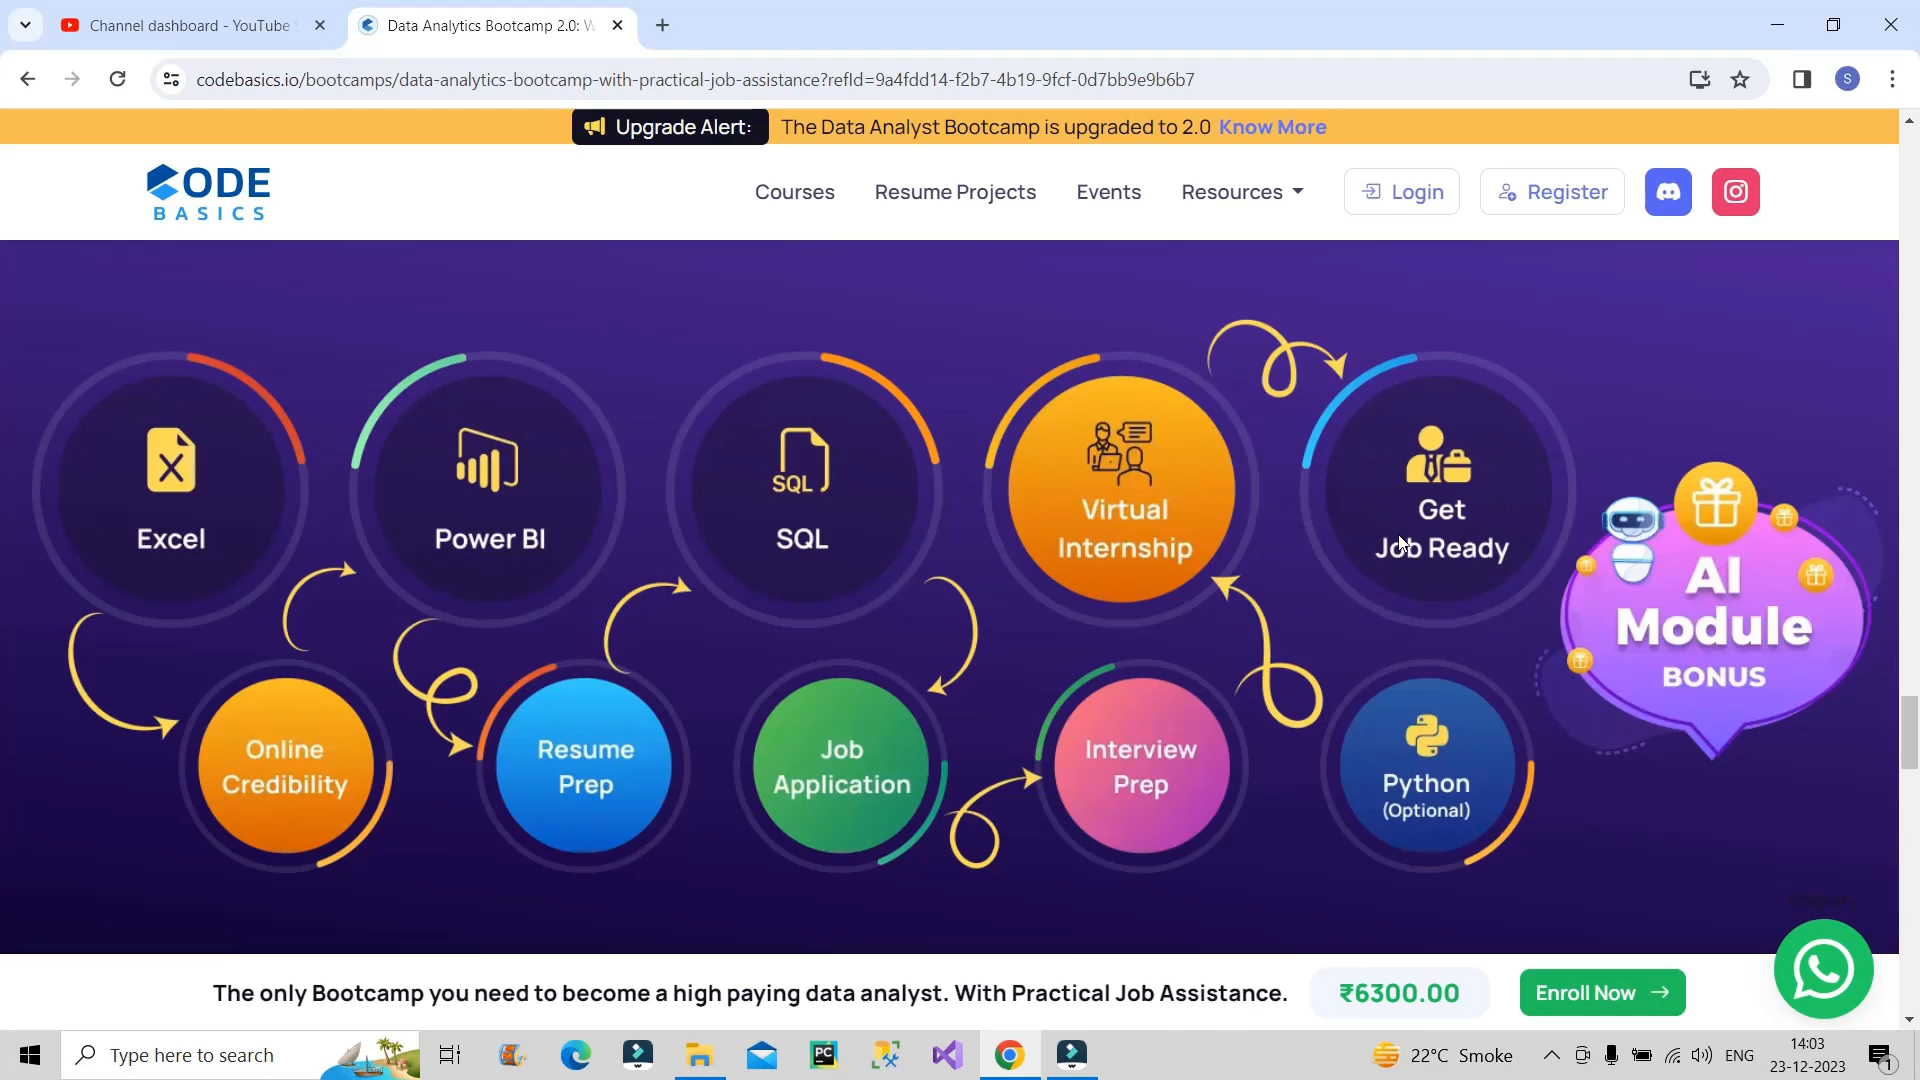 Channel dashboard - YouTube
Data Analytics Bootcamp 2.0: W
codebasics.io/bootcamps/data-analytics-bootcamp-with-practical-job-assistance?refId=9a4fdd14-f2b7-4b19-9fcf-0d7bb9e9b6b7
S
Upgrade Alert: The Data Analyst Bootcamp is upgraded to 2.0 Know More
CODE
BASICS
Courses
Resume Projects
Events
Resources
Login
Register
Excel
Power BI
SQL
SQL
Virtual
Internship
Get
Job Ready
AI
Module
BONUS
Online
Credibility
Resume
Prep
Job
Application
Interview
Prep
Python
(Optional)
The only Bootcamp you need to become a high paying data analyst. With Practical Job Assistance.
₹6300.00
Enroll Now
Type here to search
PC
22°C Smoke
ENG
14:03
23-12-2023
1